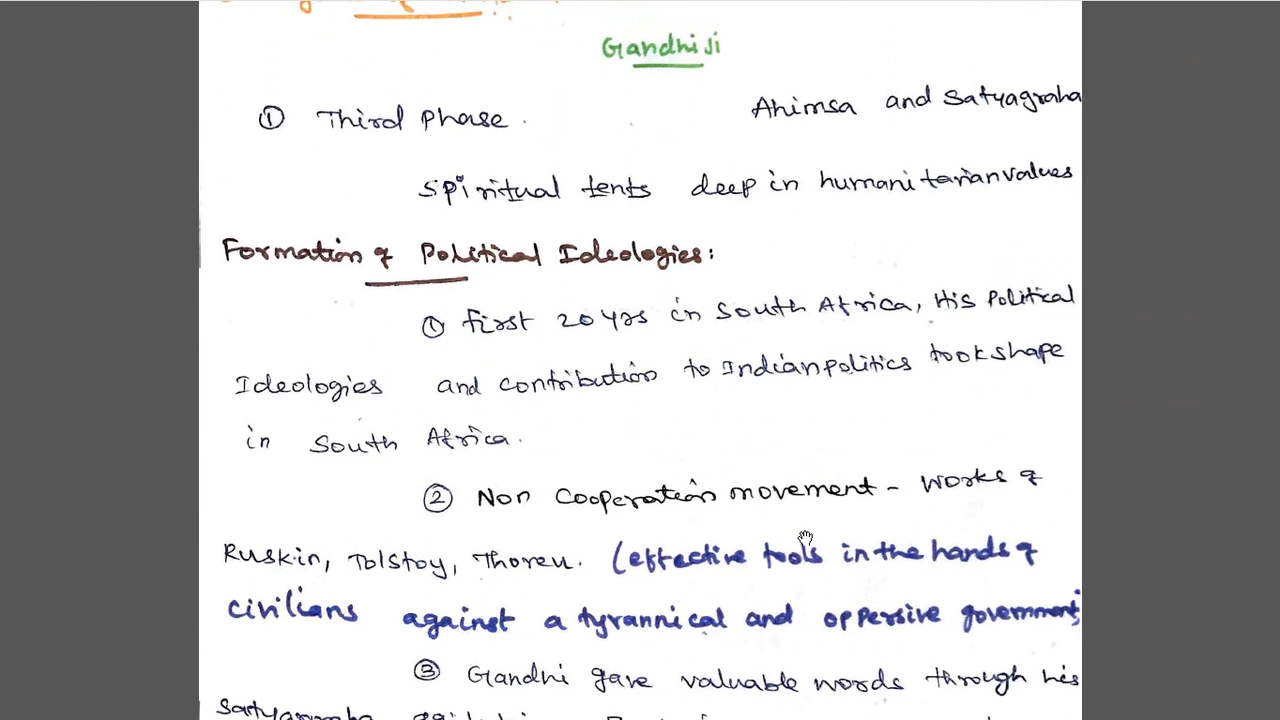 Gandhiji
① Third Phase. Ahimsa and Satyagraha
Spiritual tents deep in humanitarian values
Formation of Political Ideologies:
① first 20 yrs in South Africa, His Political
Ideologies and contribution to Indian politics took shape
in South Africa.
② Non Cooperation movement - Works of
Ruskin, Tolstoy, Thoreu. (effective tools in the hands of
civilians against a tyrannical and oppersive government,
③ Gandhi gave valuable words through his